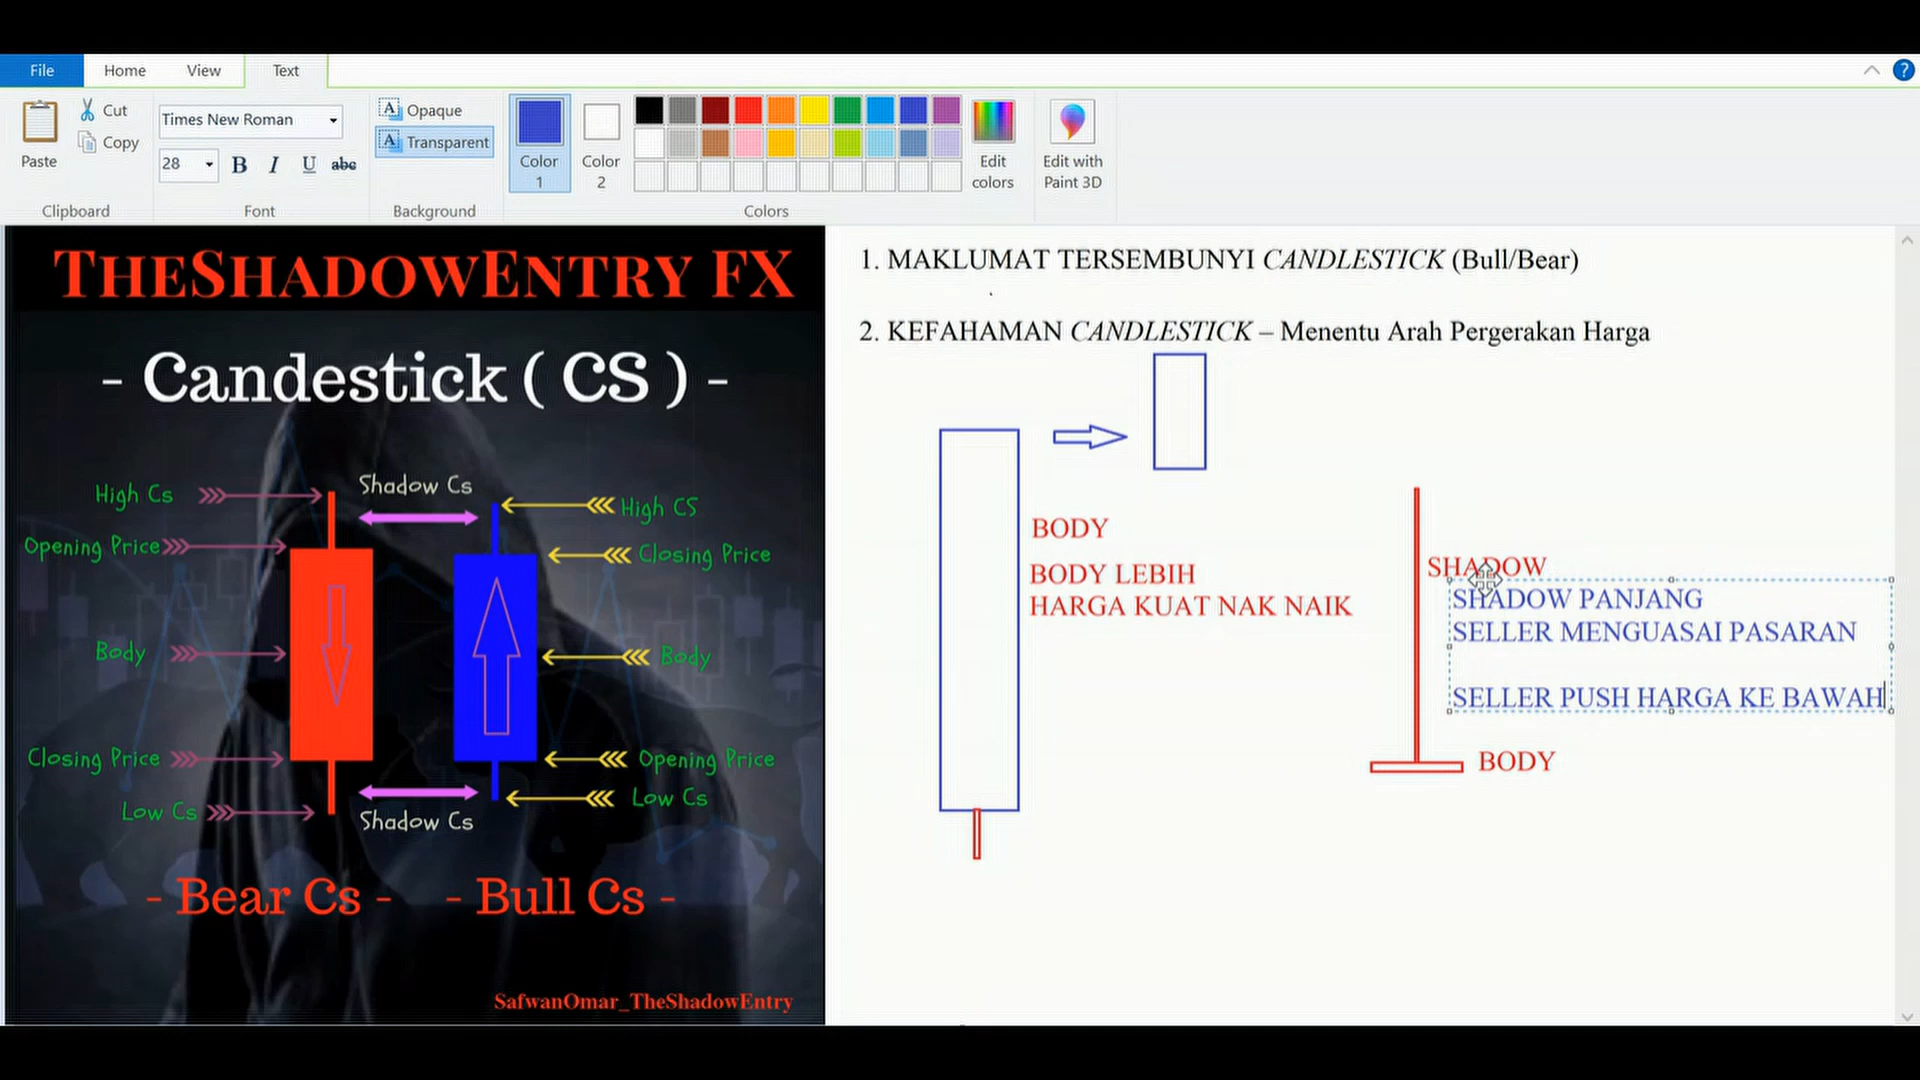 File Home View Text
Paste
Cut
Copy
Times New Roman
28 B I U abc
Opaque
Transparent
Color 1
Color 2
Edit colors
Edit with Paint 3D
Clipboard Font Background Colors
THESHADOWENTRY FX
- Candestick ( CS ) -
High Cs
Shadow Cs
High CS
Opening Price
Closing Price
Body
Body
Closing Price
Opening Price
Low Cs
Low Cs
Shadow Cs
- Bear Cs - - Bull Cs -
SafwanOmar_TheShadowEntry
1. MAKLUMAT TERSEMBUNYI CANDLESTICK (Bull/Bear)
2. KEFAHAMAN CANDLESTICK – Menentu Arah Pergerakan Harga
BODY
BODY LEBIH
HARGA KUAT NAK NAIK
SHADOW
SHADOW PANJANG
SELLER MENGUASAI PASARAN
SELLER PUSH HARGA KE BAWAH
BODY